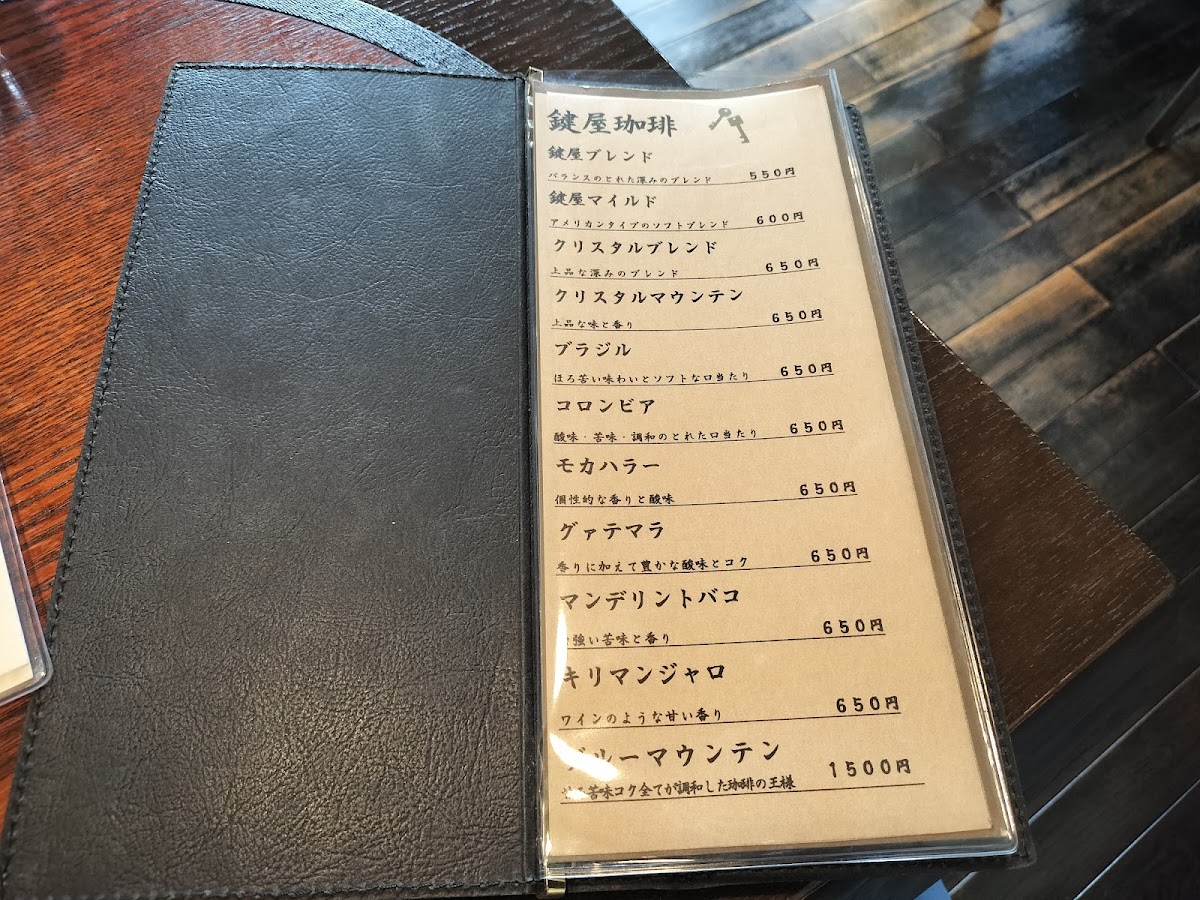 鍵屋珈琲
鍵屋ブレンド
バランスのとれた深みのブレンド 550円
鍵屋マイルド
アメリカンタイプのソフトブレンド 600円
クリスタルブレンド
上品な深みのブレンド 650円
クリスタルマウンテン
上品な味と香り 650円
ブラジル
ほろ苦い味わいとソフトな口当たり 650円
コロンビア
酸味・苦味・調和のとれた口当たり 650円
モカハラー
個性的な香りと酸味 650円
グァテマラ
香りに加えて豊かな酸味とコク 650円
マンデリントバコ
強い苦味と香り 650円
キリマンジャロ
ワインのような甘い香り 650円
ブルーマウンテン
苦味コク全てが調和した珈琲の王様 1500円